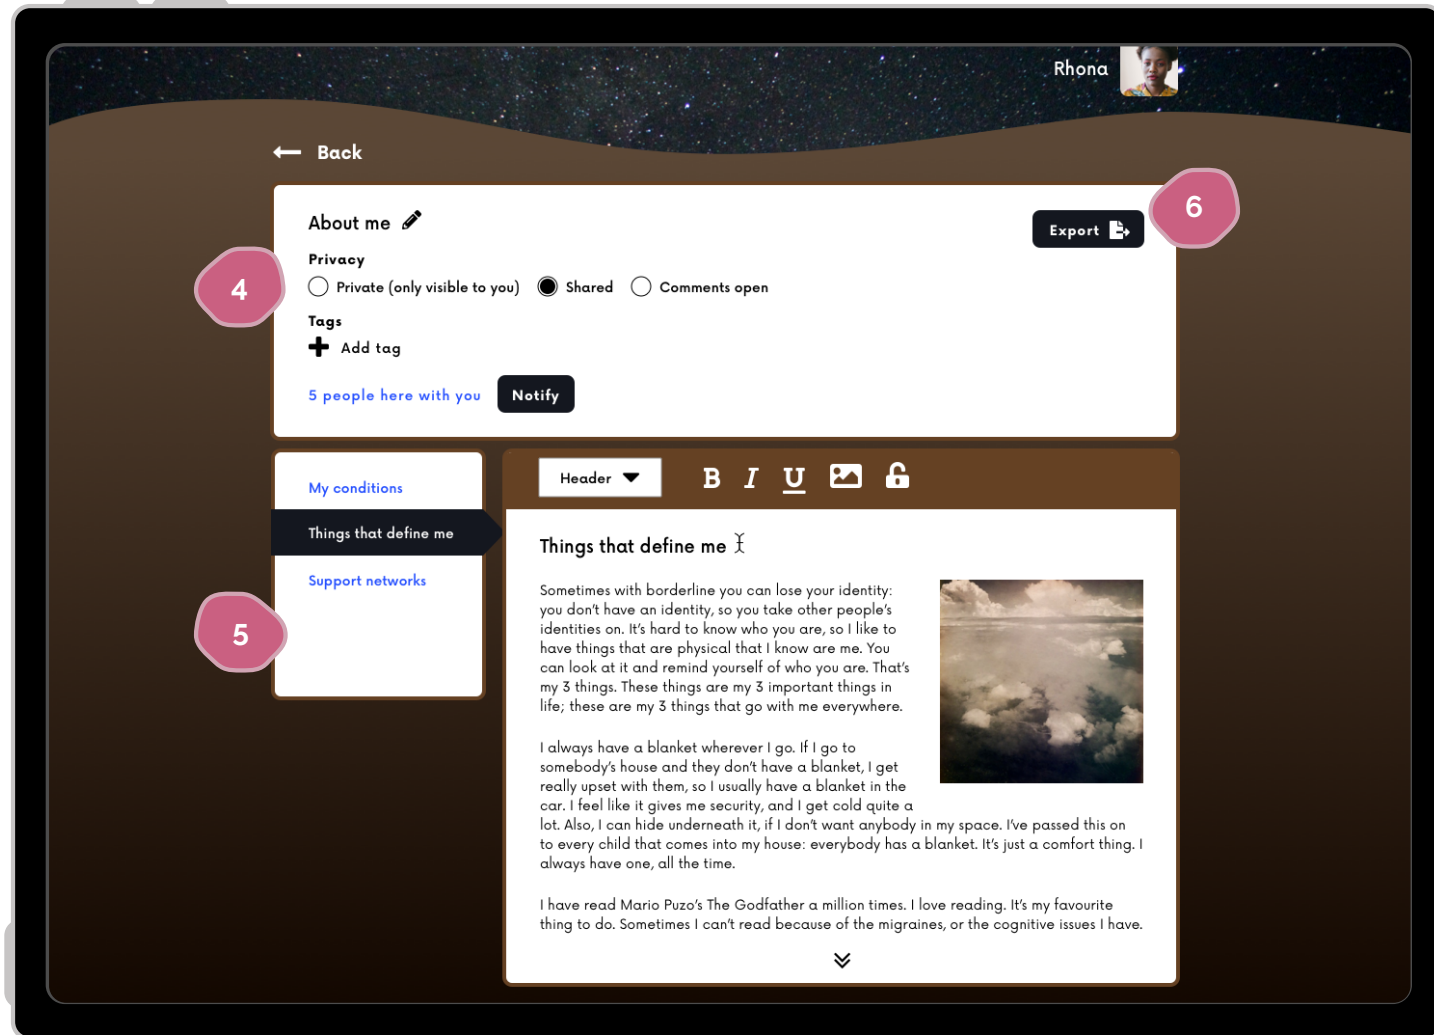 Rhona
Back
6
About me
Export
Privacy
4
Private (only visible to you) Shared Comments open
Tags
Add tag
5 people here with you Notify
Header B I U
My conditions
Things that define me
Support networks
5
Things that define me
Sometimes with borderline you can lose your identity:
you don't have an identity, so you take other people's
identities on. It's hard to know who you are, so I like to
have things that are physical that I know are me. You
can look at it and remind yourself of who you are. That's
my 3 things. These things are my 3 important things in
life; these are my 3 things that go with me everywhere.
I always have a blanket wherever I go. If I go to
somebody's house and they don't have a blanket, I get
really upset with them, so I usually have a blanket in the
car. I feel like it gives me security, and I get cold quite a
lot. Also, I can hide underneath it, if I don't want anybody in my space. I've passed this on
to every child that comes into my house: everybody has a blanket. It's just a comfort thing. I
always have one, all the time.
I have read Mario Puzo's The Godfather a million times. I love reading. It's my favourite
thing to do. Sometimes I can't read because of the migraines, or the cognitive issues I have.